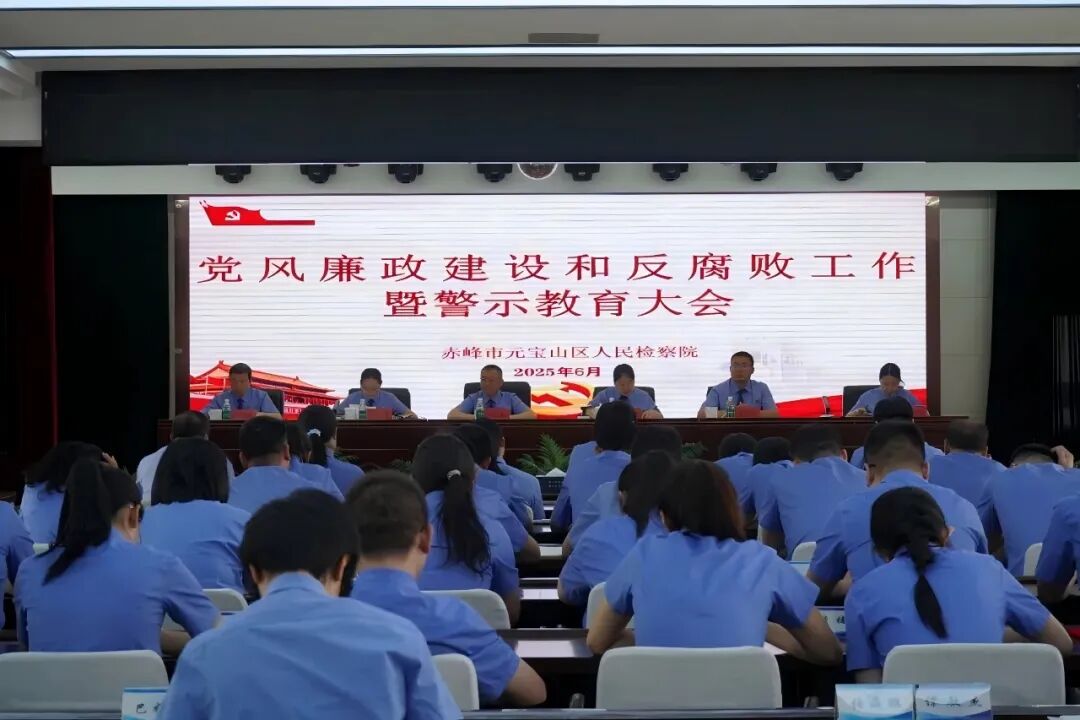 党风廉政建设和反腐败工作
暨警示教育大会
赤峰市元宝山区人民检察院
2025年6月